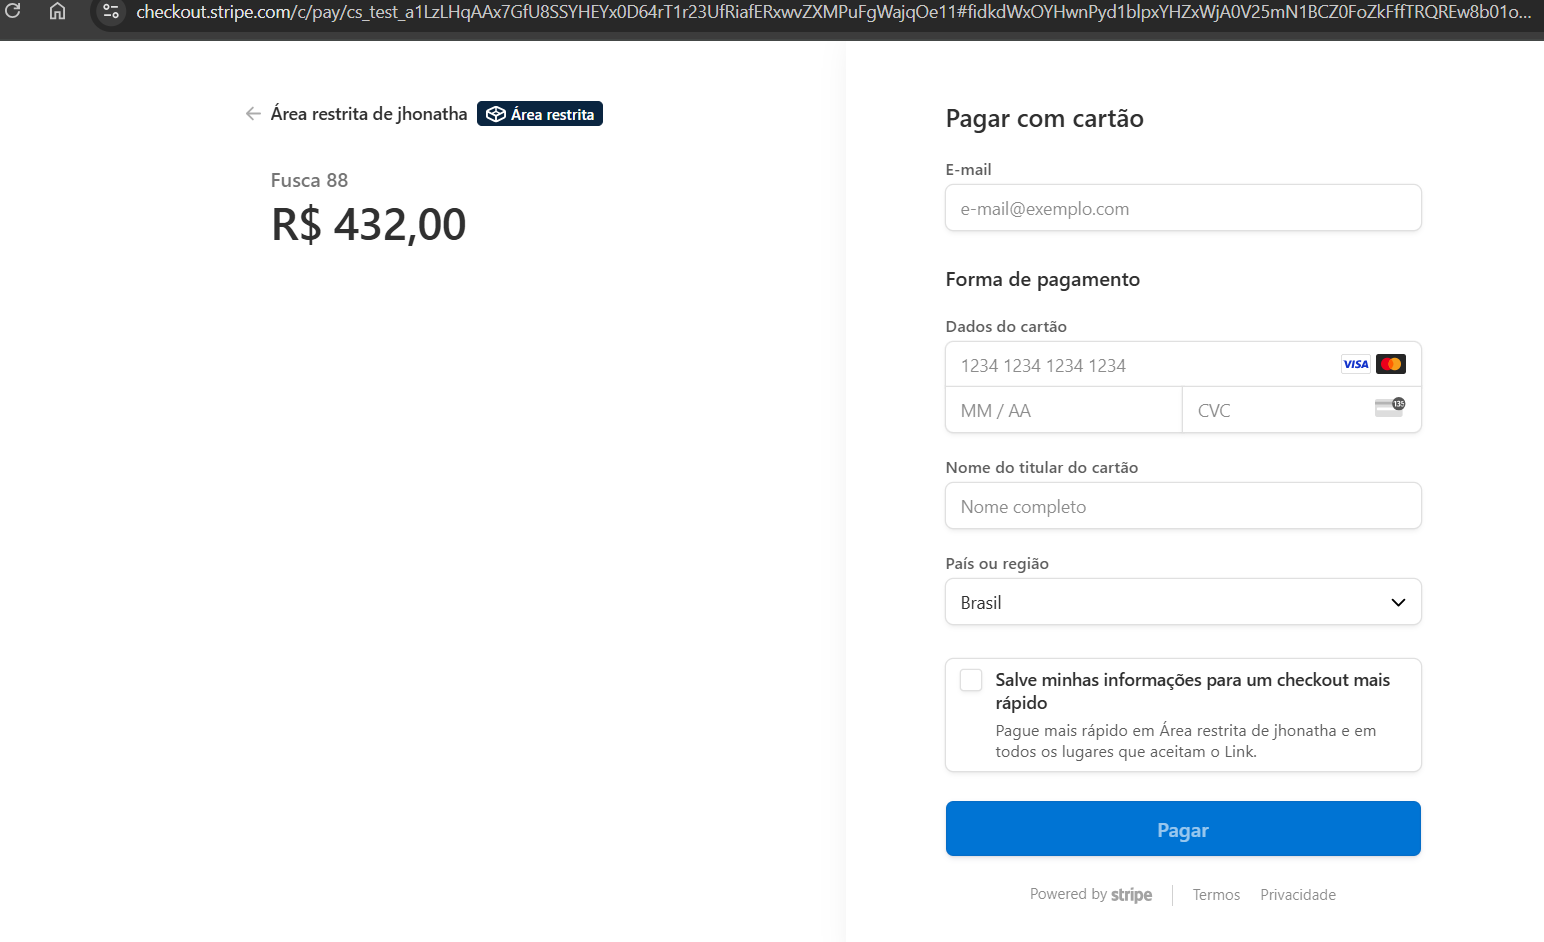 checkout.stripe.com/c/pay/cs_test_a1LzLHqAAx7GfU8SSYHEYx0D64rT1r23UfRiafERxwvZXMPuFgWajqOe11#fidkdWxOYHwnPyd1blpxYHZxWjA0V25mN1BCZ0FoZkFffTRQREw8b01o...
Área restrita de jhonatha Área restrita
Fusca 88
R$ 432,00
Pagar com cartão
E-mail
e-mail@exemplo.com
Forma de pagamento
Dados do cartão
1234 1234 1234 1234 VISA
MM / AA CVC 135
Nome do titular do cartão
Nome completo
País ou região
Brasil
Salve minhas informações para um checkout mais
rápido
Pague mais rápido em Área restrita de jhonatha e em
todos os lugares que aceitam o Link.
Pagar
Powered by stripe Termos Privacidade